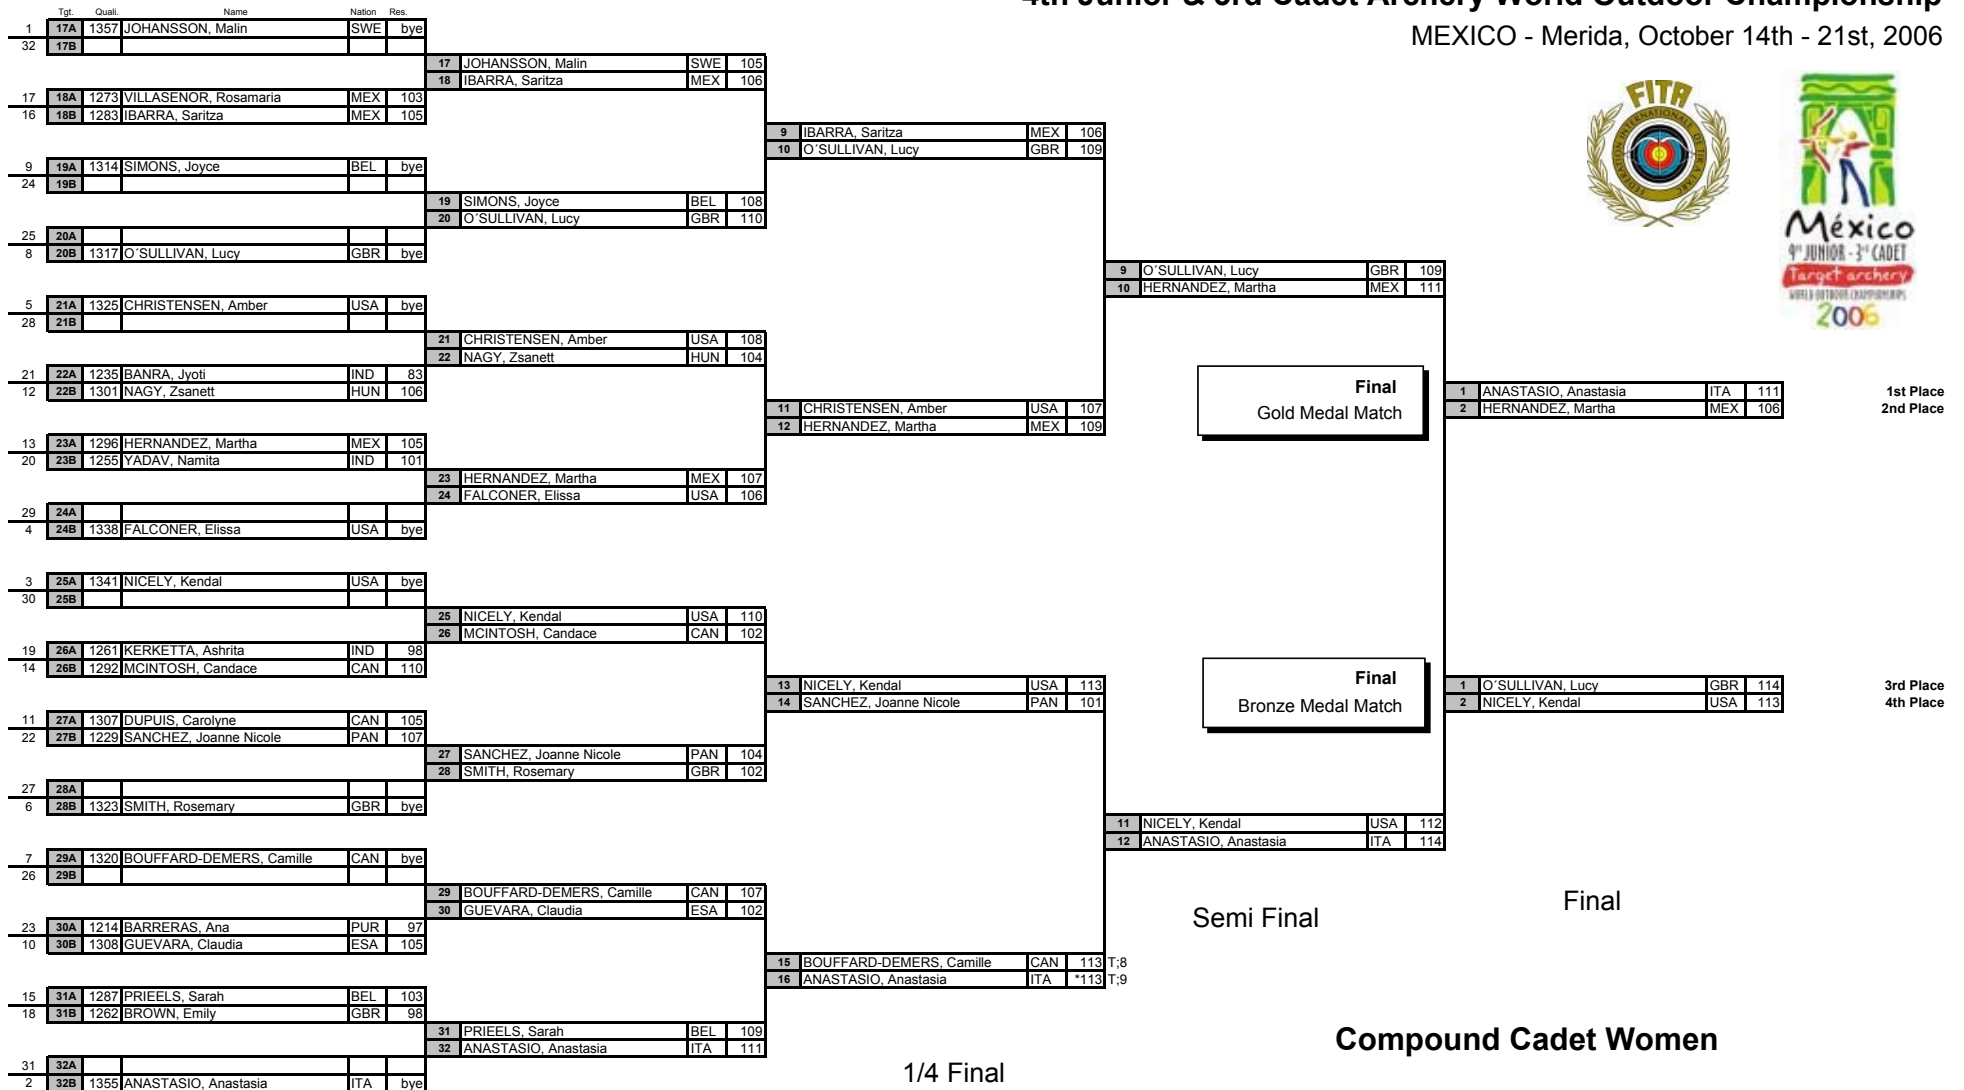 4th Junior & 3rd Cadet Archery World Outdoor Championship
MEXICO - Merida, October 14th - 21st, 2006
FITA
FEDERATION INTERNATIONALE DE TIR A L'ARC
México
9th JUNIOR - 3rd CADET
Target archery
WORLD OUTDOOR CHAMPIONSHIPS
2006
Tgt. Quali. Name Nation Res.
1 17A 1357 JOHANSSON, Malin SWE bye
32 17B
17 JOHANSSON, Malin SWE 105
18 IBARRA, Saritza MEX 106
17 18A 1273 VILLASENOR, Rosamaria MEX 103
16 18B 1283 IBARRA, Saritza MEX 105
9 IBARRA, Saritza MEX 106
10 O´SULLIVAN, Lucy GBR 109
9 19A 1314 SIMONS, Joyce BEL bye
24 19B
19 SIMONS, Joyce BEL 108
20 O´SULLIVAN, Lucy GBR 110
25 20A
8 20B 1317 O´SULLIVAN, Lucy GBR bye
9 O´SULLIVAN, Lucy GBR 109
10 HERNANDEZ, Martha MEX 111
5 21A 1325 CHRISTENSEN, Amber USA bye
28 21B
21 CHRISTENSEN, Amber USA 108
22 NAGY, Zsanett HUN 104
21 22A 1235 BANRA, Jyoti IND 83
12 22B 1301 NAGY, Zsanett HUN 106
Final
Gold Medal Match
1 ANASTASIO, Anastasia ITA 111 1st Place
2 HERNANDEZ, Martha MEX 106 2nd Place
11 CHRISTENSEN, Amber USA 107
12 HERNANDEZ, Martha MEX 109
13 23A 1296 HERNANDEZ, Martha MEX 105
20 23B 1255 YADAV, Namita IND 101
23 HERNANDEZ, Martha MEX 107
24 FALCONER, Elissa USA 106
29 24A
4 24B 1338 FALCONER, Elissa USA bye
3 25A 1341 NICELY, Kendal USA bye
30 25B
25 NICELY, Kendal USA 110
26 MCINTOSH, Candace CAN 102
19 26A 1261 KERKETTA, Ashrita IND 98
14 26B 1292 MCINTOSH, Candace CAN 110
13 NICELY, Kendal USA 113
14 SANCHEZ, Joanne Nicole PAN 101
Final
Bronze Medal Match
1 O´SULLIVAN, Lucy GBR 114 3rd Place
2 NICELY, Kendal USA 113 4th Place
11 27A 1307 DUPUIS, Carolyne CAN 105
22 27B 1229 SANCHEZ, Joanne Nicole PAN 107
27 SANCHEZ, Joanne Nicole PAN 104
28 SMITH, Rosemary GBR 102
27 28A
6 28B 1323 SMITH, Rosemary GBR bye
11 NICELY, Kendal USA 112
12 ANASTASIO, Anastasia ITA 114
7 29A 1320 BOUFFARD-DEMERS, Camille CAN bye
26 29B
29 BOUFFARD-DEMERS, Camille CAN 107
30 GUEVARA, Claudia ESA 102
23 30A 1214 BARRERAS, Ana PUR 97
10 30B 1308 GUEVARA, Claudia ESA 105
Semi Final
Final
15 BOUFFARD-DEMERS, Camille CAN 113 T;8
16 ANASTASIO, Anastasia ITA *113 T;9
15 31A 1287 PRIEELS, Sarah BEL 103
18 31B 1262 BROWN, Emily GBR 98
31 PRIEELS, Sarah BEL 109
32 ANASTASIO, Anastasia ITA 111
31 32A
2 32B 1355 ANASTASIO, Anastasia ITA bye
1/4 Final
Compound Cadet Women